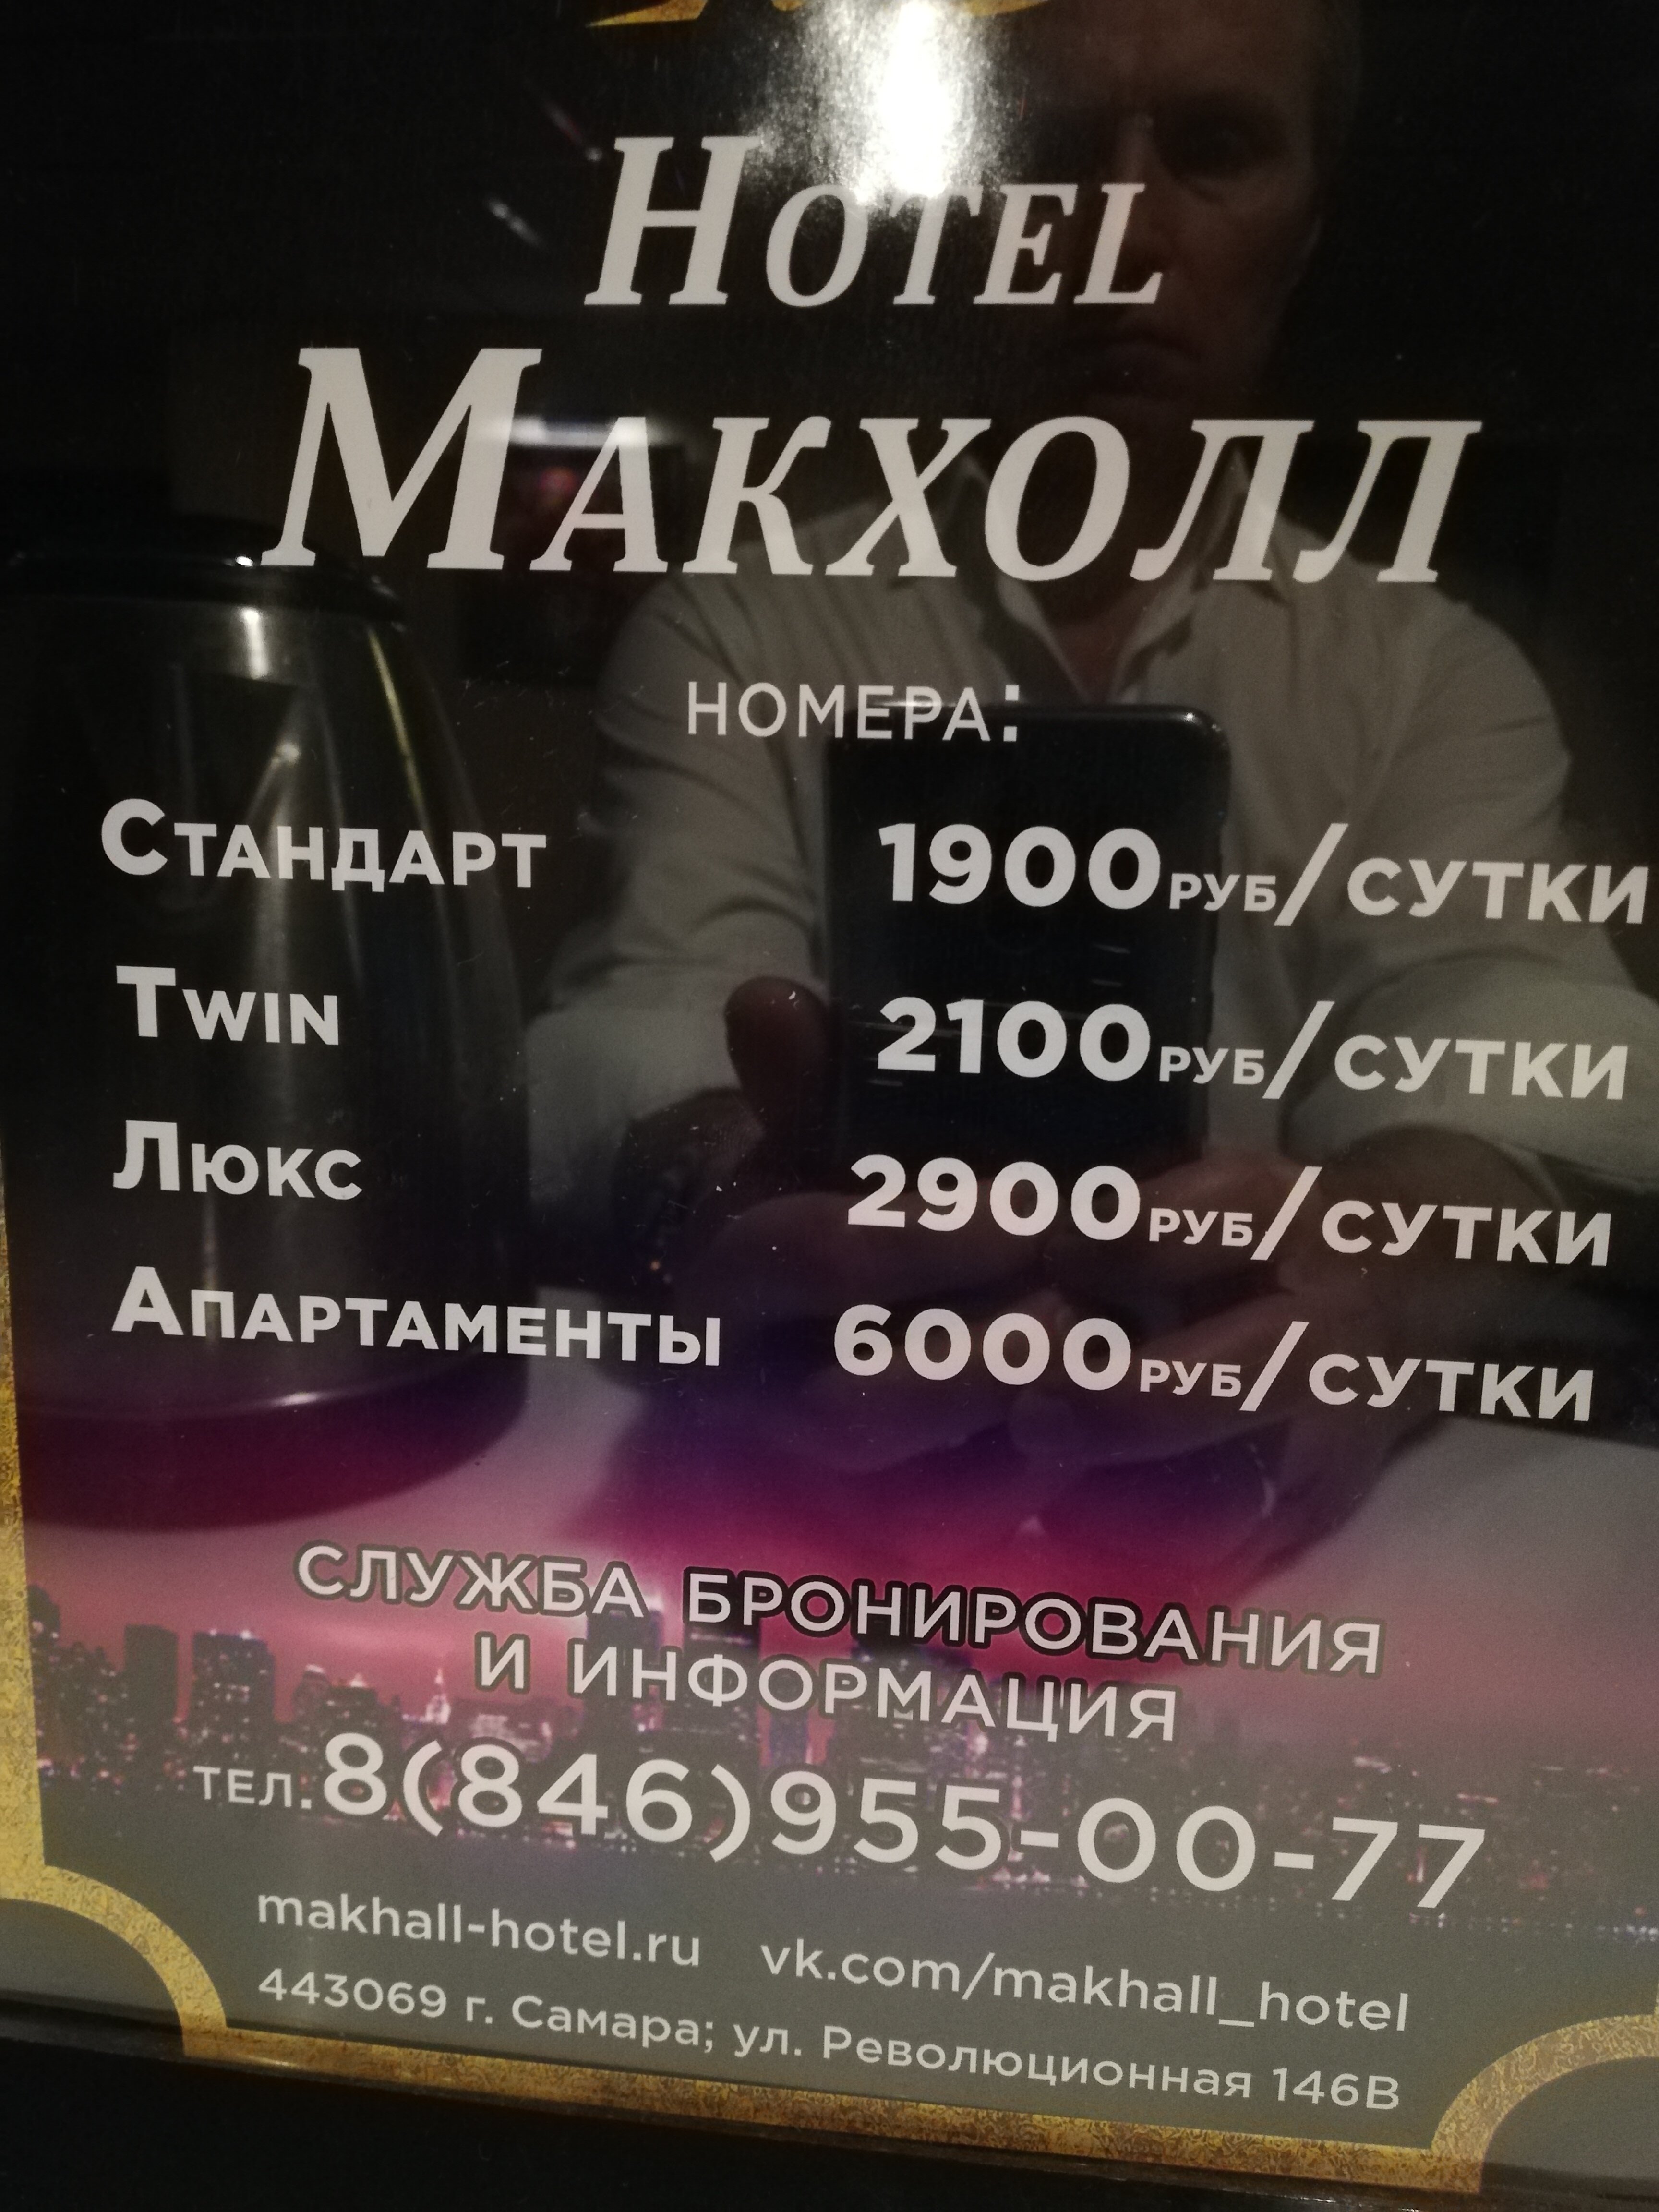 HOTEL
МАКХОЛЛ
НОМЕРА:
СТАНДАРТ 1900РУБ/СУТКИ
TWIN 2100РУБ/СУТКИ
ЛЮКС 2900РУБ/СУТКИ
АПАРТАМЕНТЫ 6000РУБ/СУТКИ
СЛУЖБА БРОНИРОВАНИЯ
И ИНФОРМАЦИЯ
ТЕЛ.:8(846)955-00-77
makhall-hotel.ru vk.com/makhall_hotel
443069 г. Самара; ул. Революционная 146В